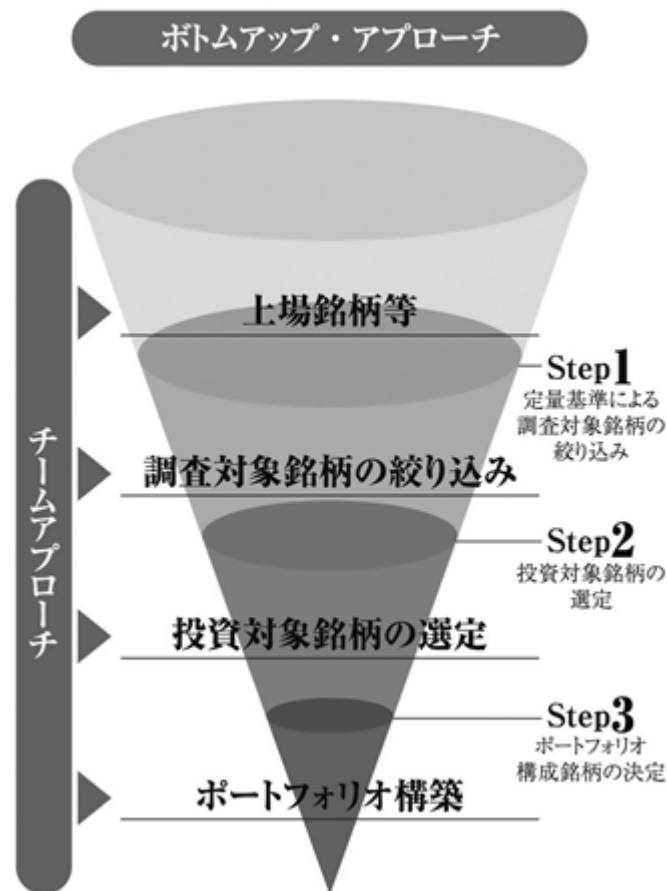 ボトムアップ・アプローチ
チームアプローチ
上場銘柄等
Step1
定量基準による
調査対象銘柄の
絞り込み
調査対象銘柄の絞り込み
Step2
投資対象銘柄の
選定
投資対象銘柄の選定
Step3
ポートフォリオ
構成銘柄の決定
ポートフォリオ構築